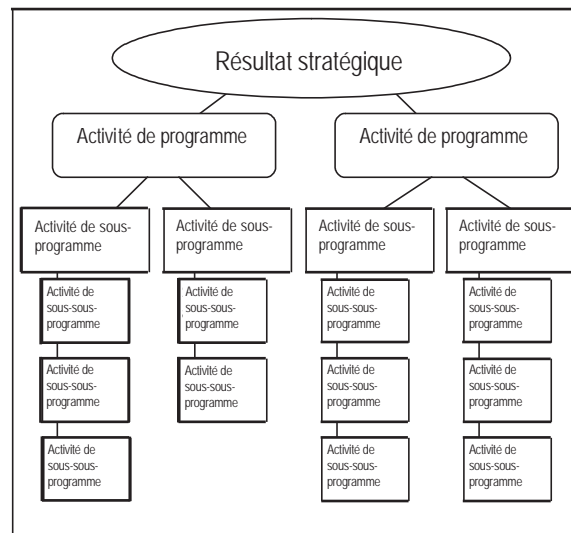 Résultat stratégique
Activité de programme
Activité de programme
Activité de sous-
programme
Activité de sous-
programme
Activité de sous-
programme
Activité de sous-
programme
Activité de
sous-sous-
programme
Activité de
sous-sous-
programme
Activité de
sous-sous-
programme
Activité de
sous-sous-
programme
Activité de
sous-sous-
programme
Activité de
sous-sous-
programme
Activité de
sous-sous-
programme
Activité de
sous-sous-
programme
Activité de
sous-sous-
programme
Activité de
sous-sous-
programme
Activité de
sous-sous-
programme